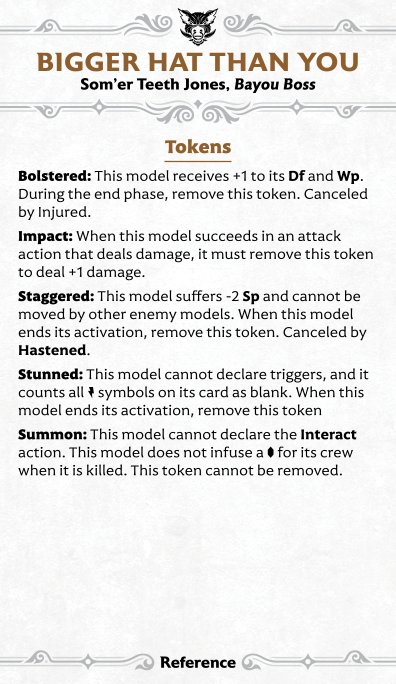 BIGGER HAT THAN YOU
Som'er Teeth Jones, Bayou Boss
Tokens
Bolstered: This model receives +1 to its Df and Wp.
During the end phase, remove this token. Canceled
by Injured.
Impact: When this model succeeds in an attack
action that deals damage, it must remove this token
to deal +1 damage.
Staggered: This model suffers -2 Sp and cannot be
moved by other enemy models. When this model
ends its activation, remove this token. Canceled by
Hastened.
Stunned: This model cannot declare triggers, and it
counts all symbols on its card as blank. When this
model ends its activation, remove this token
Summon: This model cannot declare the Interact
action. This model does not infuse a for its crew
when it is killed. This token cannot be removed.
Reference